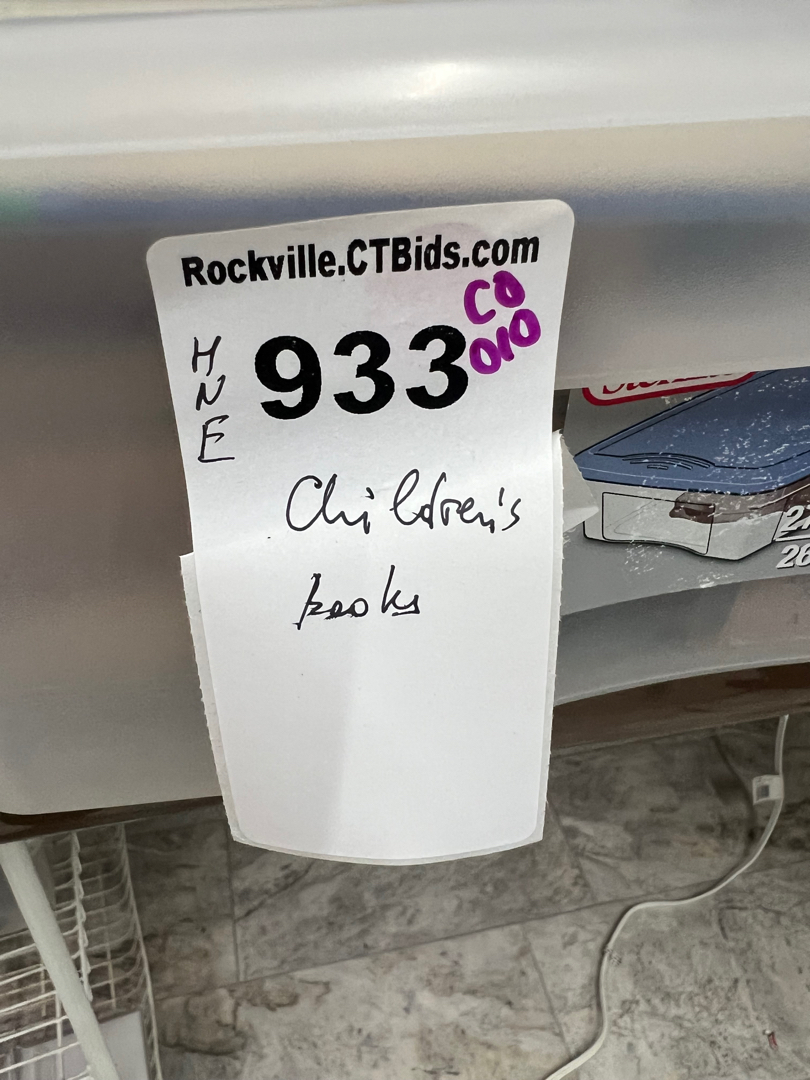 Rockville.CTBids.com
CO
010
933
H
N
E
Children's
books